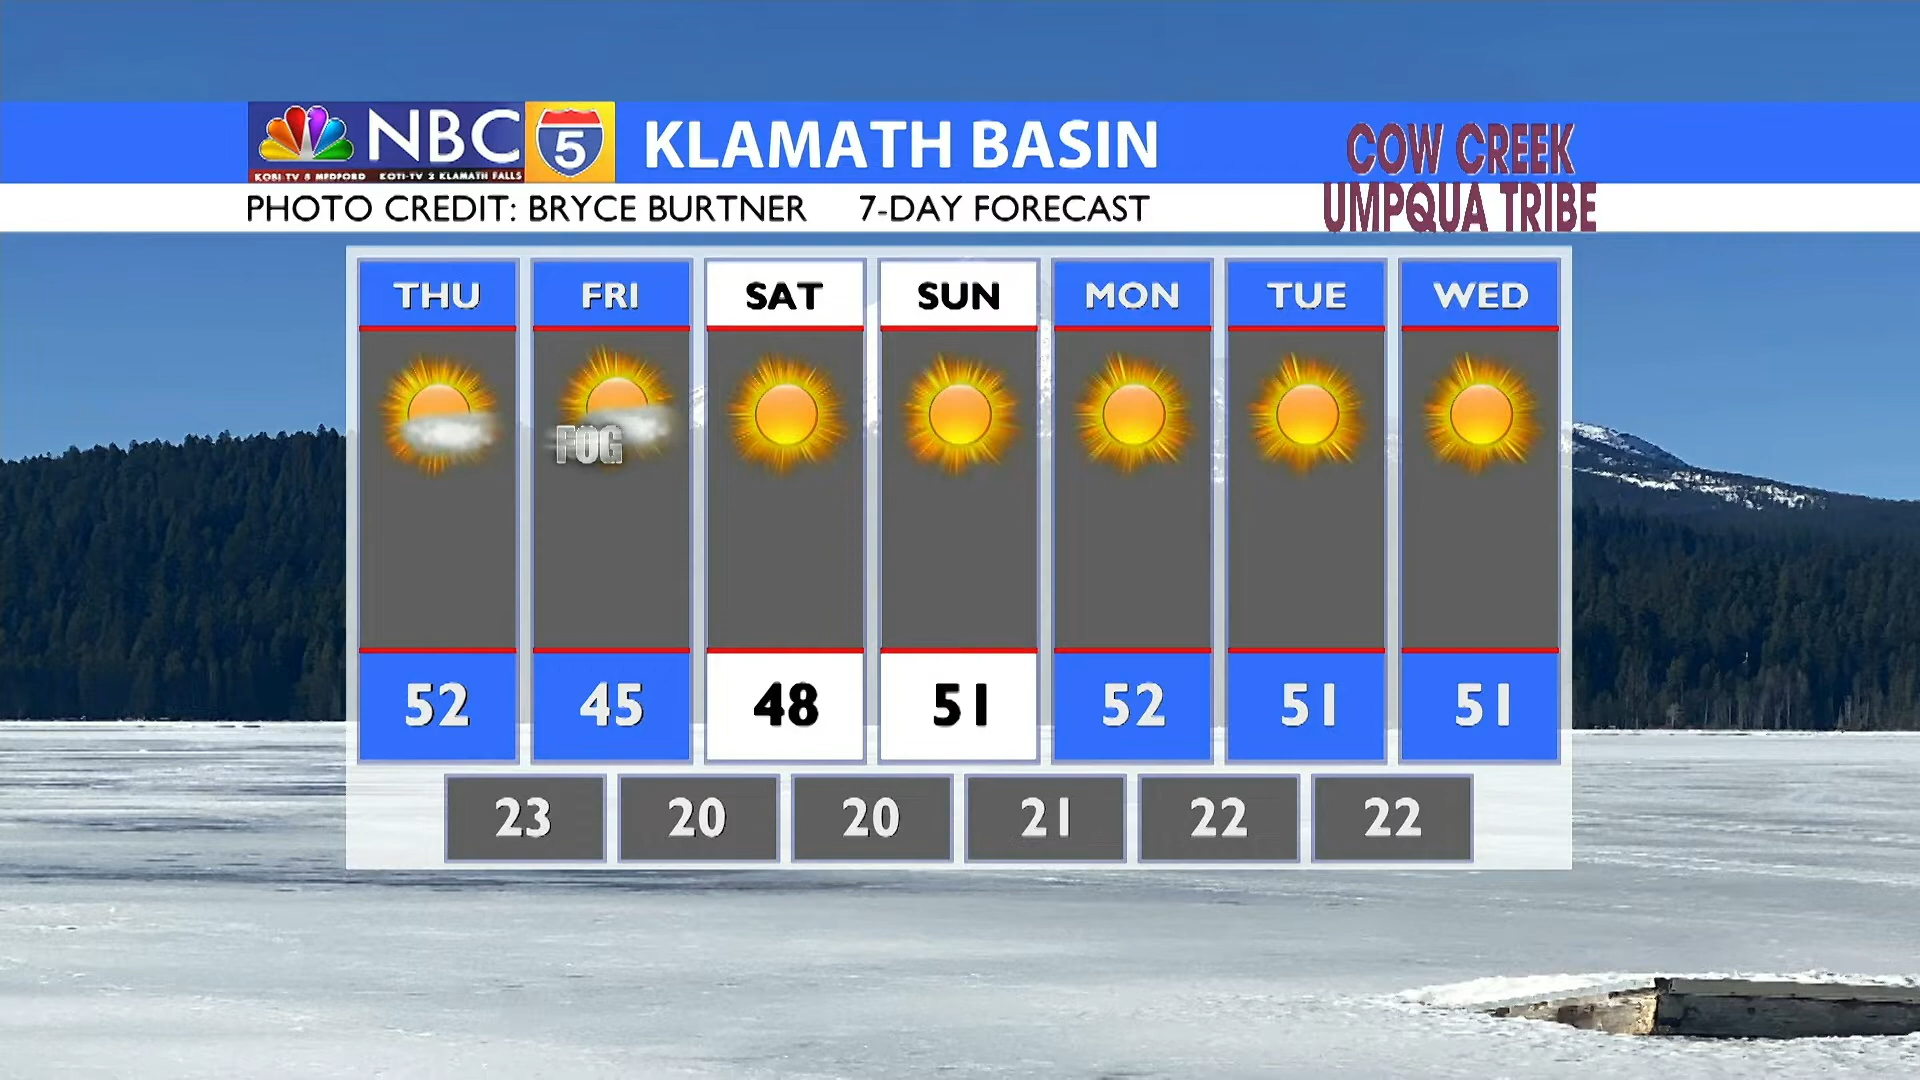 NBC 5
KOBI-TV 5 MEDFORD KOTI-TV 2 KLAMATH FALLS
KLAMATH BASIN
COW CREEK
UMPQUA TRIBE
PHOTO CREDIT: BRYCE BURTNER 7-DAY FORECAST
THU FRI SAT SUN MON TUE WED
FOG
52 45 48 51 52 51 51
23 20 20 21 22 22